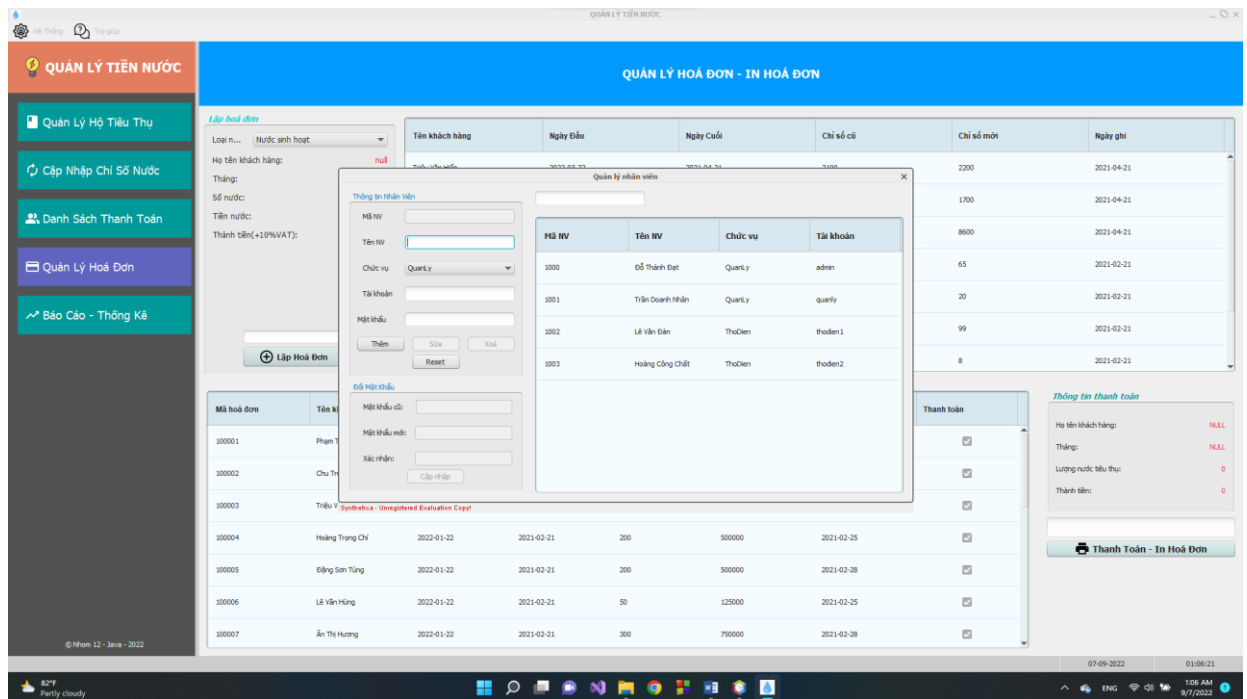 QUẢN LÝ TIỀN NƯỚC
Hệ Thống Trợ giúp
QUẢN LÝ TIỀN NƯỚC
QUẢN LÝ HOÁ ĐƠN - IN HOÁ ĐƠN
Quản Lý Hộ Tiêu Thụ
Cập Nhập Chỉ Số Nước
Danh Sách Thanh Toán
Quản Lý Hoá Đơn
Báo Cáo - Thống Kê
© Nhom 12 - Java - 2022
Lập hoá đơn
Loại n... Nước sinh hoạt
Họ tên khách hàng: null
Tháng:
Số nước:
Tiền nước:
Thành tiền(+10%VAT):
Lập Hoá Đơn
Tên khách hàng Ngày Đầu Ngày Cuối Chỉ số cũ Chỉ số mới Ngày ghi
2200 2021-04-21
1700 2021-04-21
8600 2021-04-21
65 2021-02-21
20 2021-02-21
99 2021-02-21
8 2021-02-21
Quản lý nhân viên
Thông tin Nhân Viên
Mã NV
Tên NV
Chức vụ QuanLy
Tài khoản
Mật khẩu
Thêm Sửa Xoá
Reset
Đổi Mật Khẩu
Mật khẩu cũ:
Mật khẩu mới:
Xác nhận:
Cập nhập
Mã NV Tên NV Chức vụ Tài khoản
1000 Đỗ Thành Đạt QuanLy admin
1001 Trần Doanh Nhân QuanLy quanly
1002 Lê Văn Đàn ThoDien thodien1
1003 Hoàng Công Chất ThoDien thodien2
Synthetica - Unregistered Evaluation Copy!
Mã hoá đơn Tên Thanh toàn
100001 Phạm
100002 Chu
100003 Triệu
100004 Hoàng Trọng Chí 2022-01-22 2021-02-21 200 500000 2021-02-25
100005 Đặng Sơn Tùng 2022-01-22 2021-02-21 200 500000 2021-02-28
100006 Lê Văn Hùng 2022-01-22 2021-02-21 50 125000 2021-02-25
100007 Ân Thị Hương 2022-01-22 2021-02-21 300 750000 2021-02-28
Thông tin thanh toán
Họ tên khách hàng: NULL
Tháng: NULL
Lượng nước tiêu thụ: 0
Thành tiền: 0
Thanh Toán - In Hoá Đơn
07-09-2022 01:06:21
82°F
Partly cloudy
ENG
1:06 AM
9/7/2022